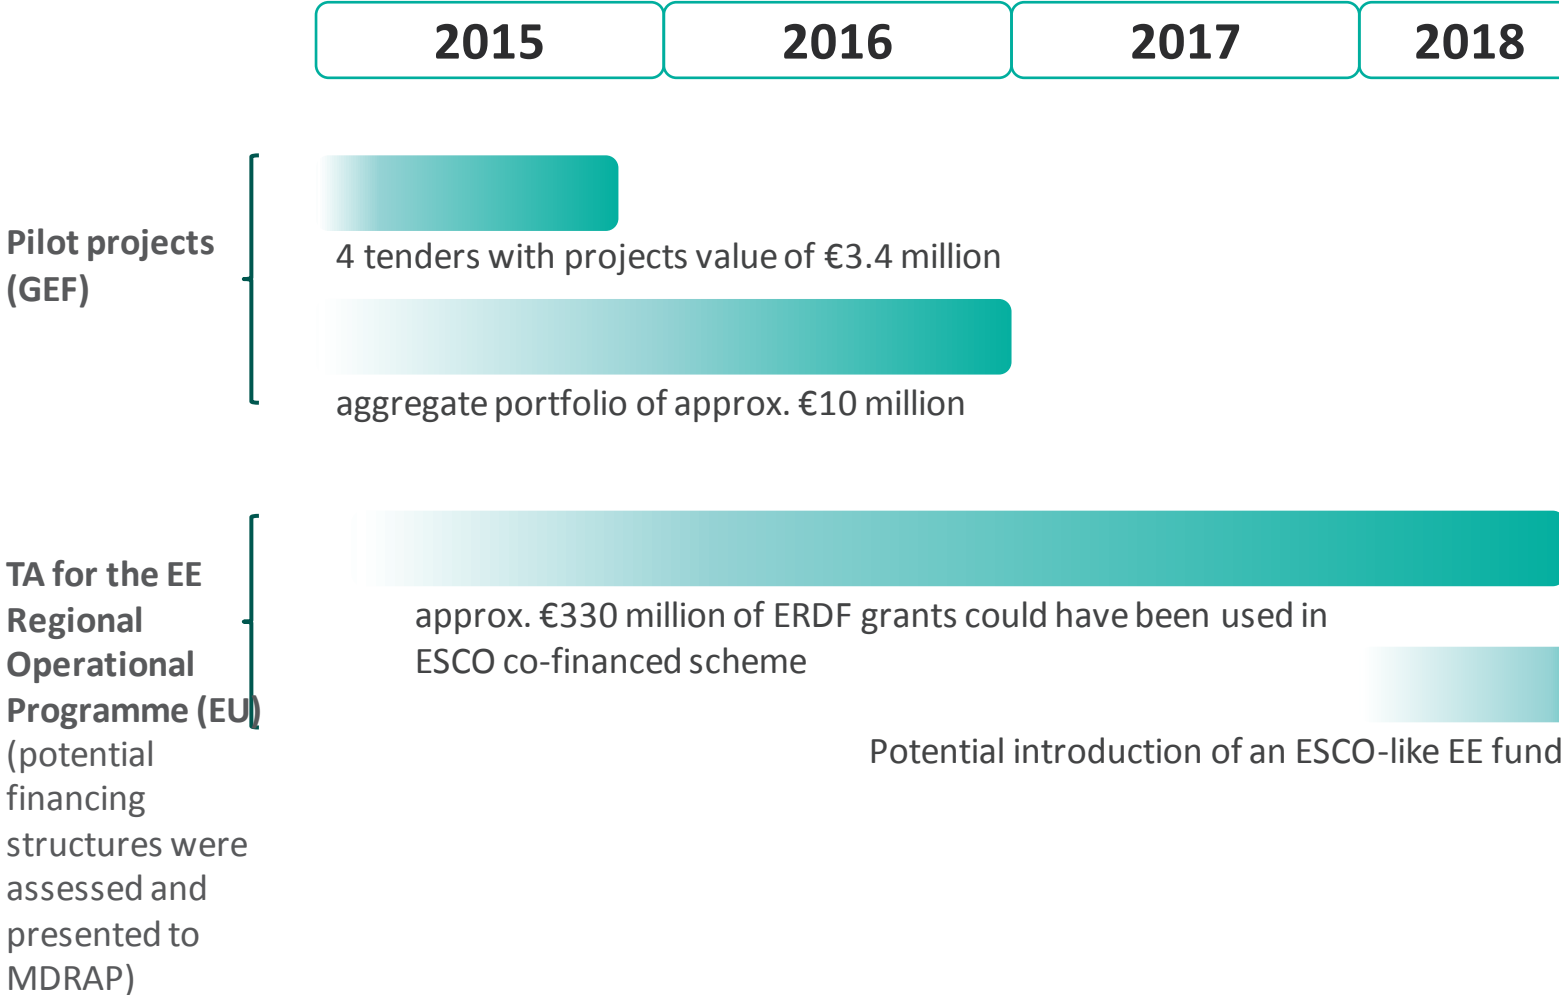 2015 2016 2017 2018
Pilot projects
(GEF)
4 tenders with projects value of €3.4 million
aggregate portfolio of approx. €10 million
TA for the EE
Regional
Operational
Programme (EU)
(potential
financing
structures were
assessed and
presented to
MDRAP)
approx. €330 million of ERDF grants could have been used in
ESCO co-financed scheme
Potential introduction of an ESCO-like EE fund